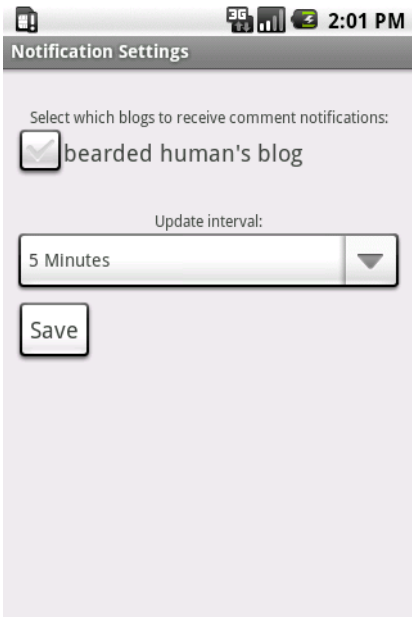 3G 2:01 PM
Notification Settings
Select which blogs to receive comment notifications:
bearded human's blog
Update interval:
5 Minutes
Save